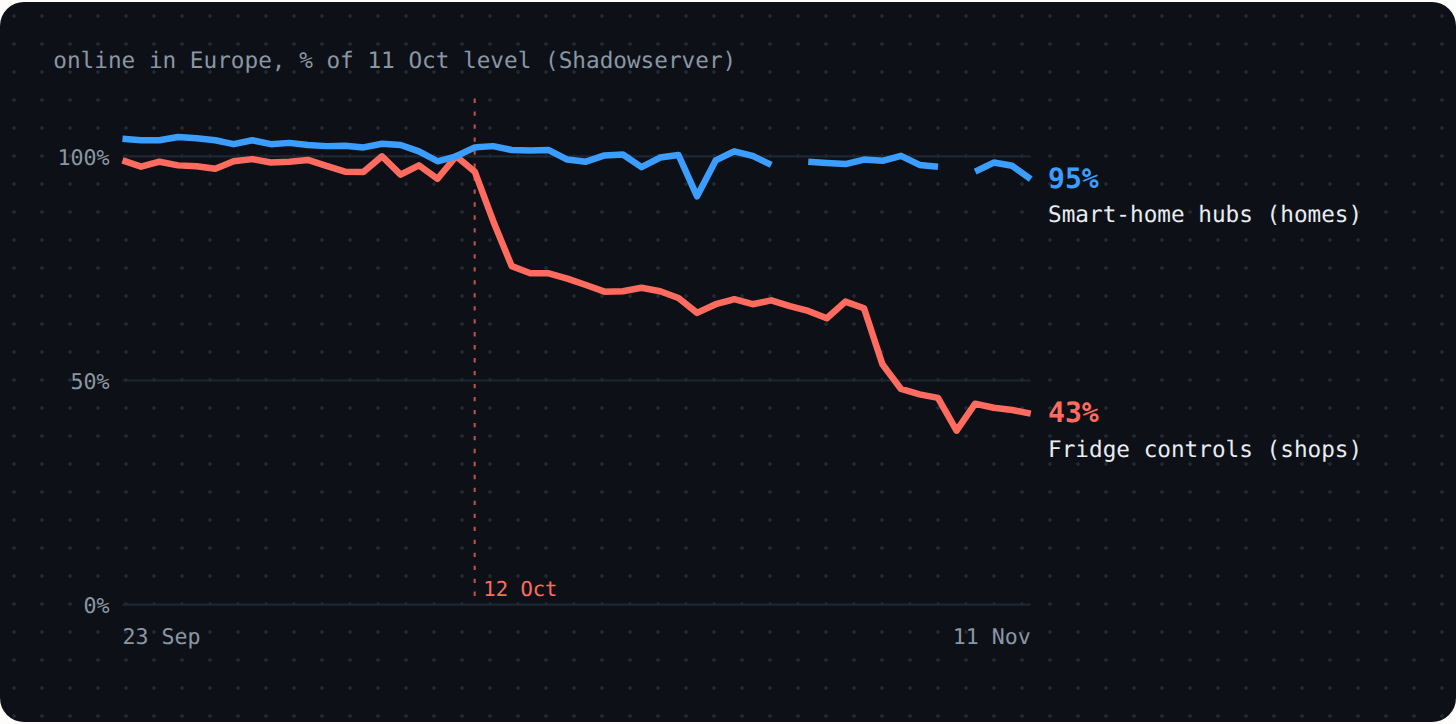 online in Europe, % of 11 Oct level (Shadowserver)
100%
95%
Smart-home hubs (homes)
50%
43%
Fridge controls (shops)
12 Oct
0%
23 Sep
11 Nov